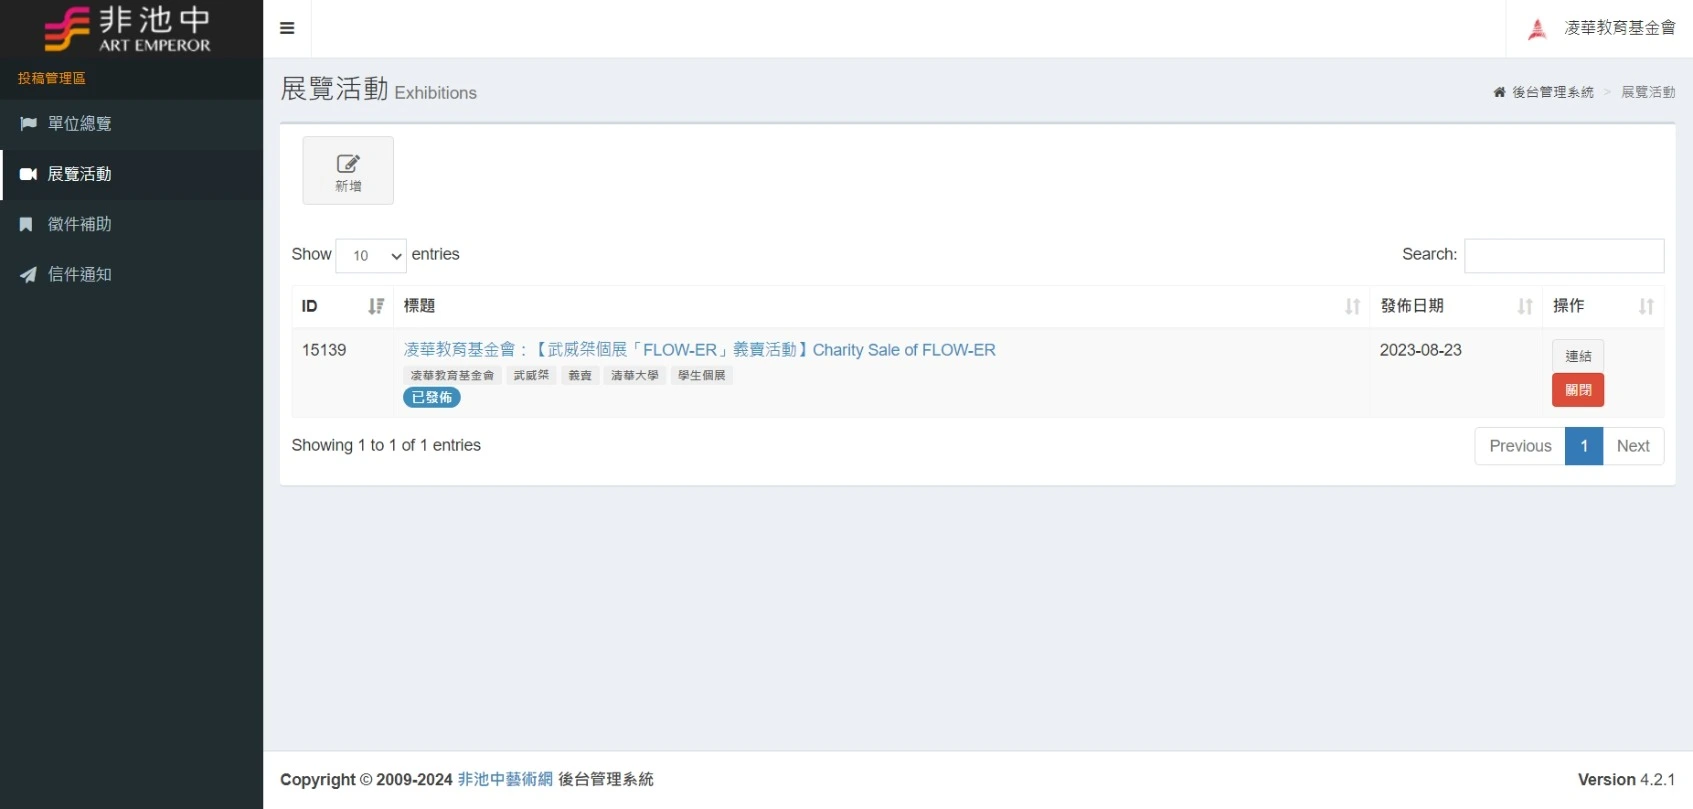 非池中
ART EMPEROR
凌華教育基金會
投稿管理區
單位總覽
展覽活動
徵件補助
信件通知
展覽活動 Exhibitions
後台管理系統 > 展覽活動
新增
Show 10 entries
Search:
ID 標題 發佈日期 操作
15139 凌華教育基金會：【武威桀個展「FLOW-ER」義賣活動】Charity Sale of FLOW-ER 2023-08-23 連結
凌華教育基金會 武威桀 義賣 清華大學 學生個展
已發佈 關閉
Showing 1 to 1 of 1 entries
Previous 1 Next
Copyright © 2009-2024 非池中藝術網 後台管理系統
Version 4.2.1